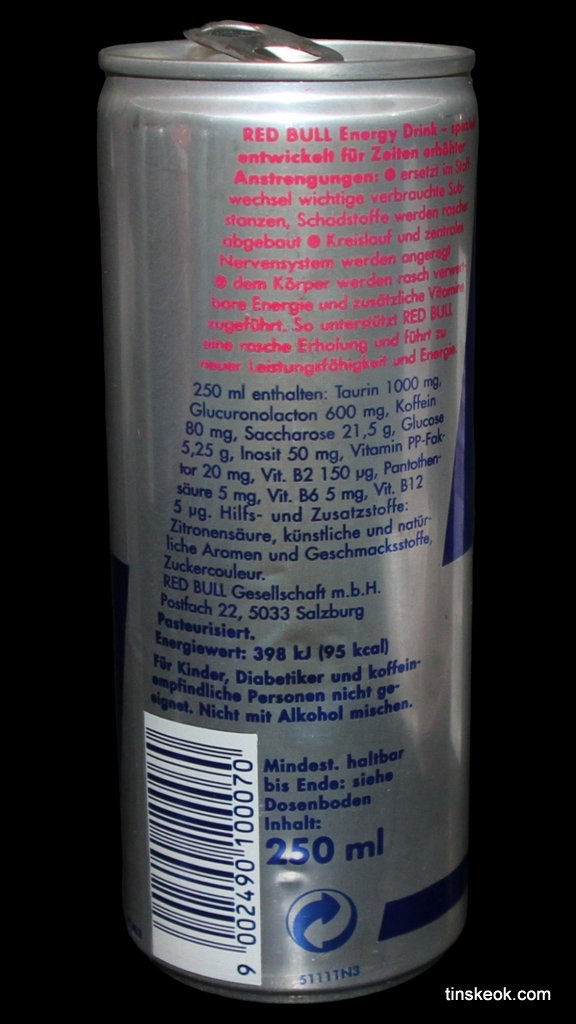 RED BULL Energy Drink - spezi
entwickelt für Zeiten erhöhter
Anstrengungen: ● ersetzt im Stoff-
wechsel wichtige verbrauchte Sub-
stanzen, Schadstoffe werden rascher
abgebaut ● Kreislauf und zentrales
Nervensystem werden angeregt
● dem Körper werden rasch verwert-
bare Energie und zusätzliche Vitamine
zugeführt. So unterstützt RED BULL
eine rasche Erholung und führt zu
neuer Leistungsfähigkeit und Energie.
250 ml enthalten: Taurin 1000 mg,
Glucuronolacton 600 mg, Koffein
80 mg, Saccharose 21,5 g, Glucose
5,25 g, Inosit 50 mg, Vitamin PP-Fak-
tor 20 mg, Vit. B2 150 µg, Pantothen-
säure 5 mg, Vit. B6 5 mg, Vit. B12
5 µg. Hilfs- und Zusatzstoffe:
Zitronensäure, künstliche und natür-
liche Aromen und Geschmacksstoffe,
Zuckercouleur.
RED BULL Gesellschaft m.b.H.
Postfach 22, 5033 Salzburg
Pasteurisiert.
Energiewert: 398 kJ (95 kcal)
Für Kinder, Diabetiker und koffein-
empfindliche Personen nicht ge-
eignet. Nicht mit Alkohol mischen.
Mindest. haltbar
bis Ende: siehe
Dosenboden
Inhalt:
250 ml
9 002490 100070
51111N3
tinskeok.com